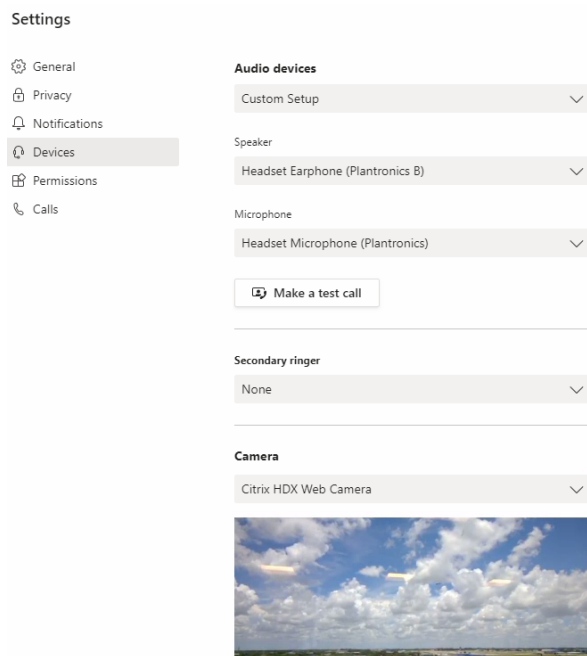 Settings
General
Privacy
Notifications
Devices
Permissions
Calls
Audio devices
Custom Setup
Speaker
Headset Earphone (Plantronics B)
Microphone
Headset Microphone (Plantronics)
Make a test call
Secondary ringer
None
Camera
Citrix HDX Web Camera